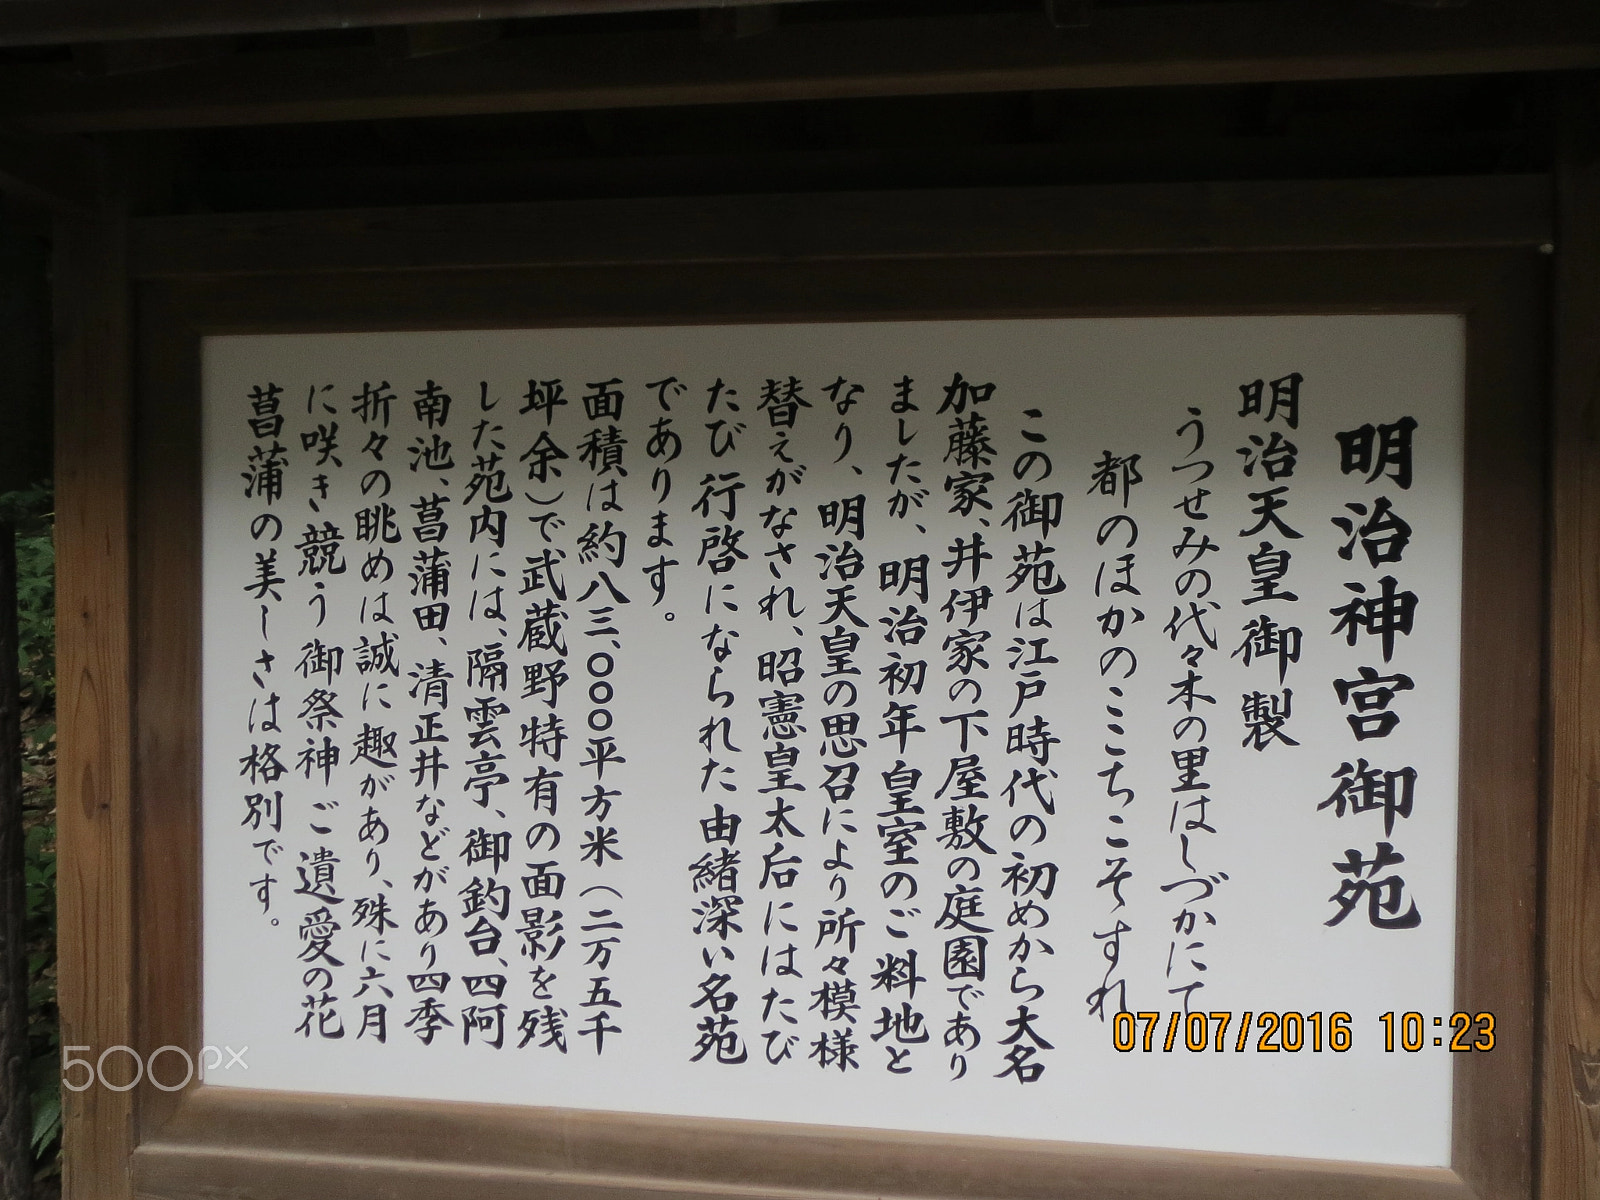 明治神宮御苑
明治天皇御製
うつせみの代々木の里はしづかにて
都のほかのこゝちこそすれ
この御苑は江戸時代の初めから大名
加藤家、井伊家の下屋敷の庭園であり
ましたが、明治初年皇室のご料地と
なり、明治天皇の思召により所々模様
替えがなされ、昭憲皇太后にはたび
たび行啓になられた由緒深い名苑
であります。
面積は約八三、〇〇〇平方米（二万五千
坪余）で武蔵野特有の面影を残
した苑内には、隔雲亭、御釣台、四阿
南池、菖蒲田、清正井などがあり四季
折々の眺めは誠に趣があり、殊に六月
に咲き競う御祭神ご遺愛の花
菖蒲の美しさは格別です。
07/07/2016 10:23
500px